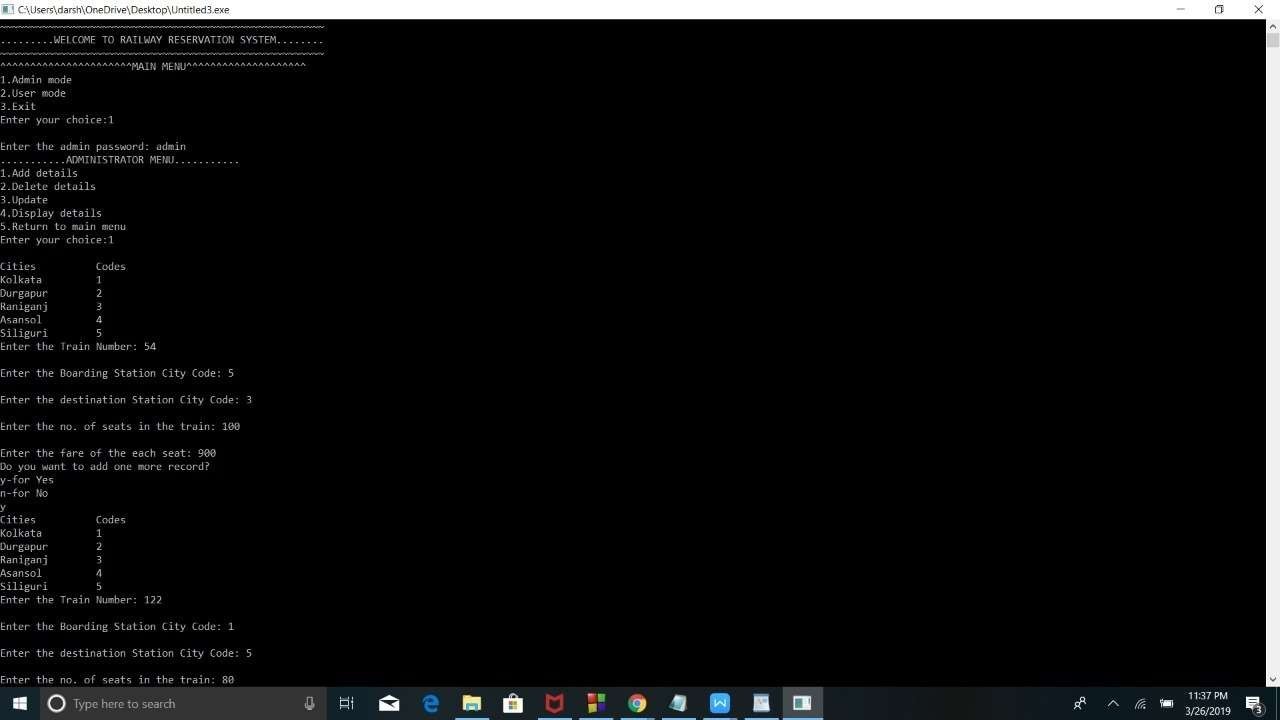 C:\Users\darsh\OneDrive\Desktop\Untitled3.exe
~~~~~~~~~~~~~~~~~~~~~~~~~~~~~~~~~~~~~~~~~~~~~~~~~~~~~~
.........WELCOME TO RAILWAY RESERVATION SYSTEM........
~~~~~~~~~~~~~~~~~~~~~~~~~~~~~~~~~~~~~~~~~~~~~~~~~~~~~~
^^^^^^^^^^^^^^^^^^^^^^MAIN MENU^^^^^^^^^^^^^^^^^^^^
1.Admin mode
2.User mode
3.Exit
Enter your choice:1
Enter the admin password: admin
...........ADMINISTRATOR MENU...........
1.Add details
2.Delete details
3.Update
4.Display details
5.Return to main menu
Enter your choice:1
Cities          Codes
Kolkata         1
Durgapur        2
Raniganj        3
Asansol         4
Siliguri        5
Enter the Train Number: 54
Enter the Boarding Station City Code: 5
Enter the destination Station City Code: 3
Enter the no. of seats in the train: 100
Enter the fare of the each seat: 900
Do you want to add one more record?
y-for Yes
n-for No
y
Cities          Codes
Kolkata         1
Durgapur        2
Raniganj        3
Asansol         4
Siliguri        5
Enter the Train Number: 122
Enter the Boarding Station City Code: 1
Enter the destination Station City Code: 5
Enter the no. of seats in the train: 80
Type here to search
11:37 PM
3/26/2019
3